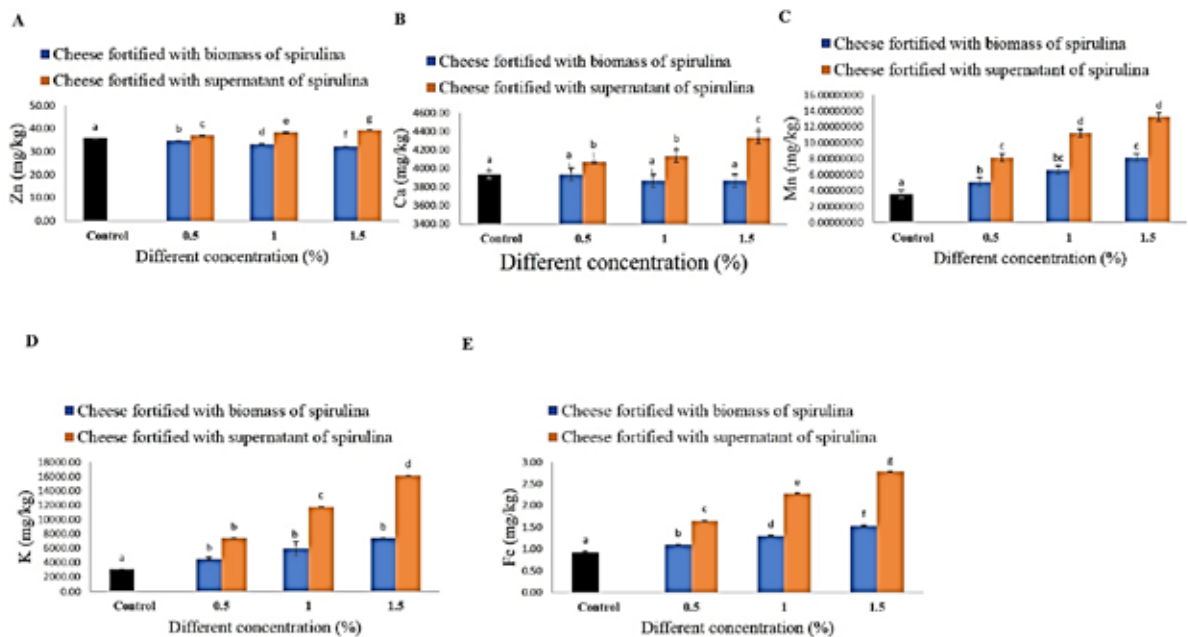 A
Cheese fortified with biomass of spirulina
Cheese fortified with supernatant of spirulina
Zn (mg/kg)
50.00
40.00
30.00
20.00
10.00
0.00
a
b
c
d
e
f
g
Control
0.5
1
1.5
Different concentration (%)
B
Cheese fortified with biomass of spirulina
Cheese fortified with supernatant of spirulina
Ca (mg/kg)
4600.00
4400.00
4200.00
4000.00
3800.00
3600.00
3400.00
a
a
b
a
b
a
c
Control
0.5
1
1.5
Different concentration (%)
C
Cheese fortified with biomass of spirulina
Cheese fortified with supernatant of spirulina
Mn (mg/kg)
16.00000000
14.00000000
12.00000000
10.00000000
8.00000000
6.00000000
4.00000000
2.00000000
0.00000000
a
b
c
bc
d
c
d
Control
0.5
1
1.5
Different concentration (%)
D
Cheese fortified with biomass of spirulina
Cheese fortified with supernatant of spirulina
K (mg/kg)
18000.00
16000.00
14000.00
12000.00
10000.00
8000.00
6000.00
4000.00
2000.00
0.00
a
b
b
b
c
b
d
Control
0.5
1
1.5
Different concentration (%)
E
Cheese fortified with biomass of spirulina
Cheese fortified with supernatant of spirulina
Fe (mg/kg)
3.00
2.50
2.00
1.50
1.00
0.50
0.00
a
b
c
d
e
f
g
Control
0.5
1
1.5
Different concentration (%)